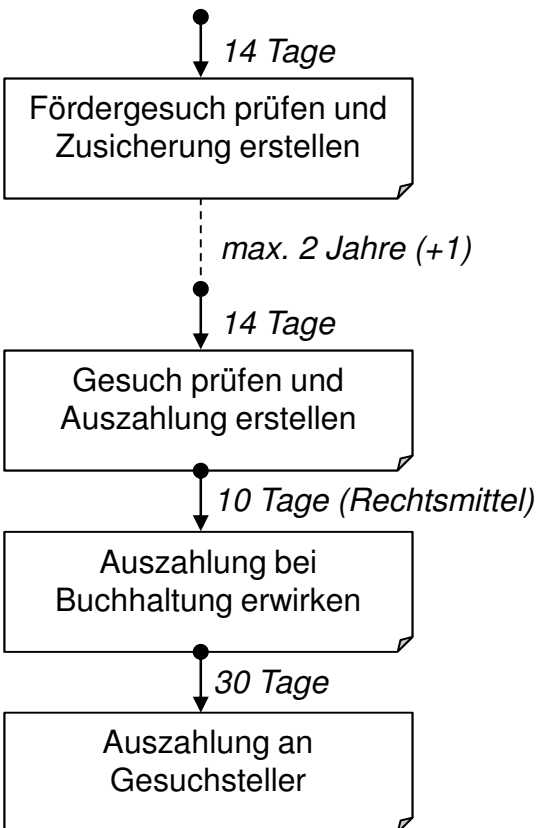 14 Tage
Fördergesuch prüfen und
Zusicherung erstellen
max. 2 Jahre (+1)
14 Tage
Gesuch prüfen und
Auszahlung erstellen
10 Tage (Rechtsmittel)
Auszahlung bei
Buchhaltung erwirken
30 Tage
Auszahlung an
Gesuchsteller